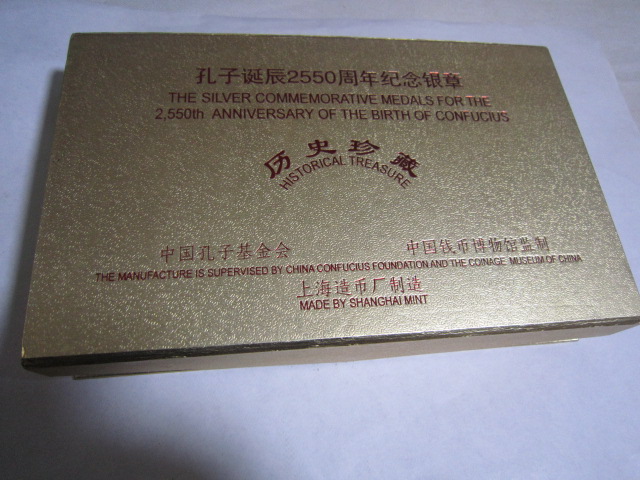 孔子诞辰2550周年纪念银章
THE SILVER COMMEMORATIVE MEDALS FOR THE
2,550th ANNIVERSARY OF THE BIRTH OF CONFUCIUS
历史珍藏
HISTORICAL TREASURE
中国孔子基金会 中国钱币博物馆监制
THE MANUFACTURE IS SUPERVISED BY CHINA CONFUCIUS FOUNDATION AND THE COINAGE MUSEUM OF CHINA
上海造币厂制造
MADE BY SHANGHAI MINT